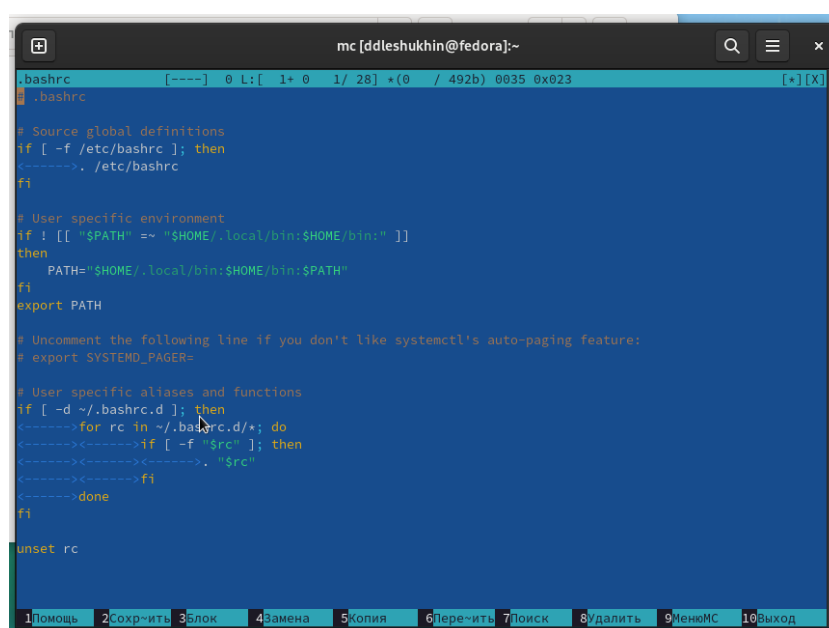 mc [ddleshukhin@fedora]:~
.bashrc [----] 0 L:[ 1+ 0 1/ 28] *(0 / 492b) 0035 0x023 [*][X]
# .bashrc
# Source global definitions
if [ -f /etc/bashrc ]; then
<------>. /etc/bashrc
fi
# User specific environment
if ! [[ "$PATH" =~ "$HOME/.local/bin:$HOME/bin:" ]]
then
    PATH="$HOME/.local/bin:$HOME/bin:$PATH"
fi
export PATH
# Uncomment the following line if you don't like systemctl's auto-paging feature:
# export SYSTEMD_PAGER=
# User specific aliases and functions
if [ -d ~/.bashrc.d ]; then
<------>for rc in ~/.bashrc.d/*; do
<------><------>if [ -f "$rc" ]; then
<------><------><------>. "$rc"
<------><------>fi
<------>done
fi
unset rc
1Помощь 2Сохр~ить 3Блок 4Замена 5Копия 6Пере~ить 7Поиск 8Удалить 9МенюМС 10Выход